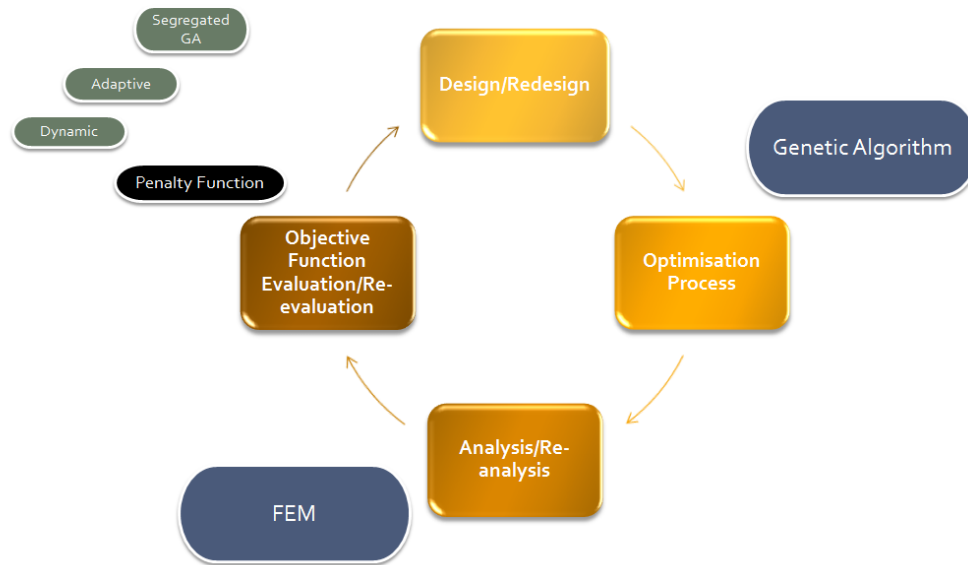 Segregated
GA
Adaptive
Dynamic
Penalty Function
Design/Redesign
Genetic Algorithm
Objective
Function
Evaluation/Re-
evaluation
Optimisation
Process
Analysis/Re-
analysis
FEM